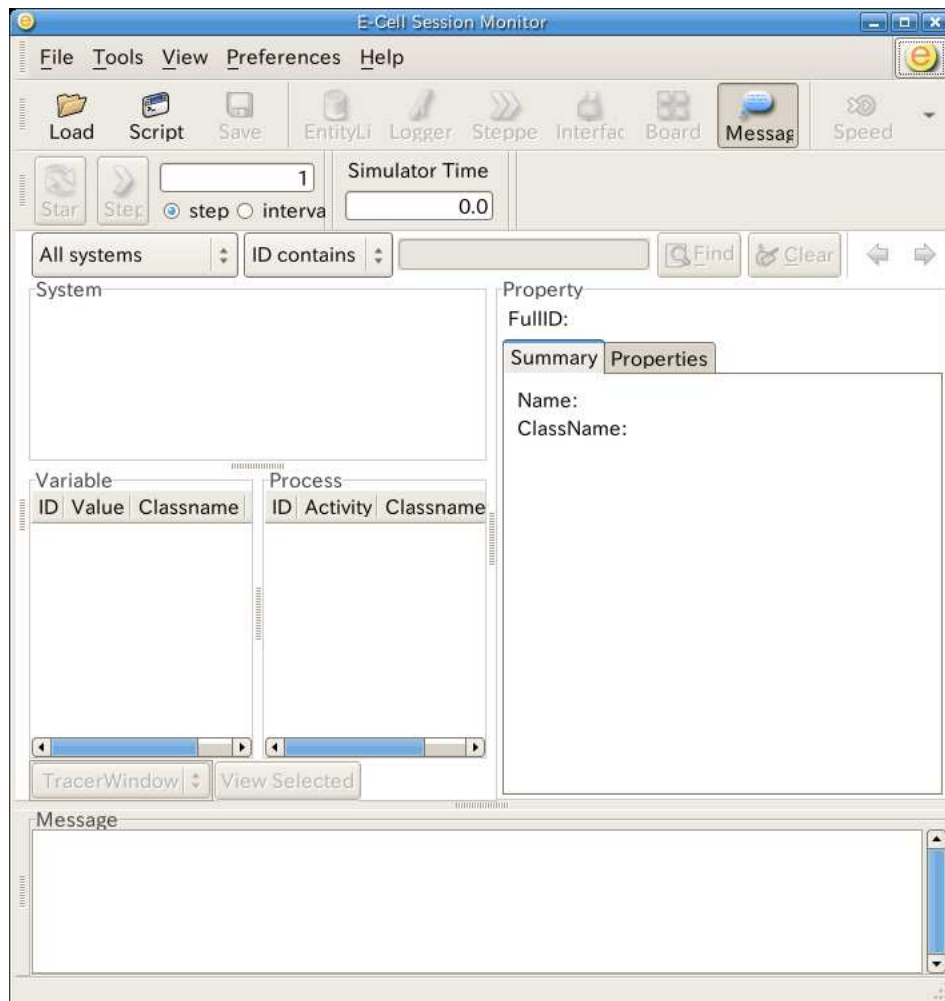 E-Cell Session Monitor
File Tools View Preferences Help
Load Script Save EntityLi Logger Steppe Interfac Board Messag Speed
Star Step 1 step interva Simulator Time 0.0
All systems ID contains Find Clear
System
Property
FullID:
Summary Properties
Name:
ClassName:
Variable
ID Value Classname
Process
ID Activity Classname
TracerWindow View Selected
Message